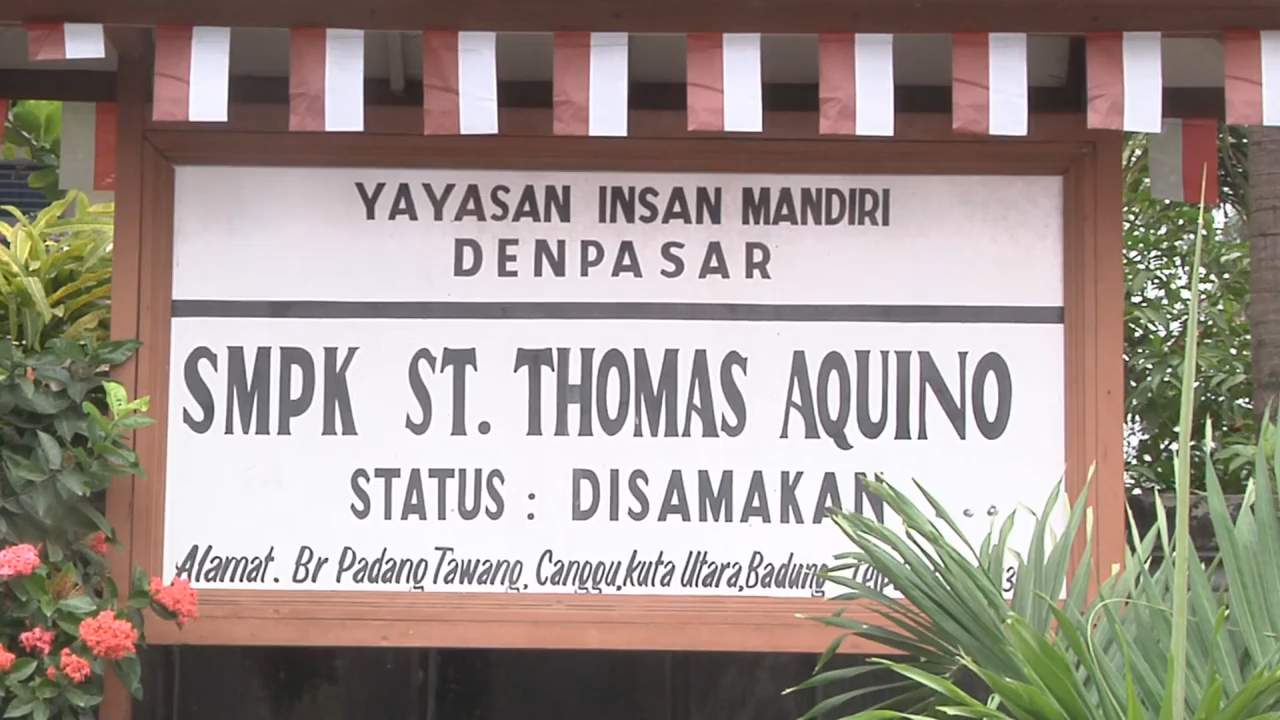 YAYASAN INSAN MANDIRI
DENPASAR
SMPK ST. THOMAS AQUINO
STATUS : DISAMAKAN
Alamat. Br Padang Tawang, Canggu, kuta Utara, Badung